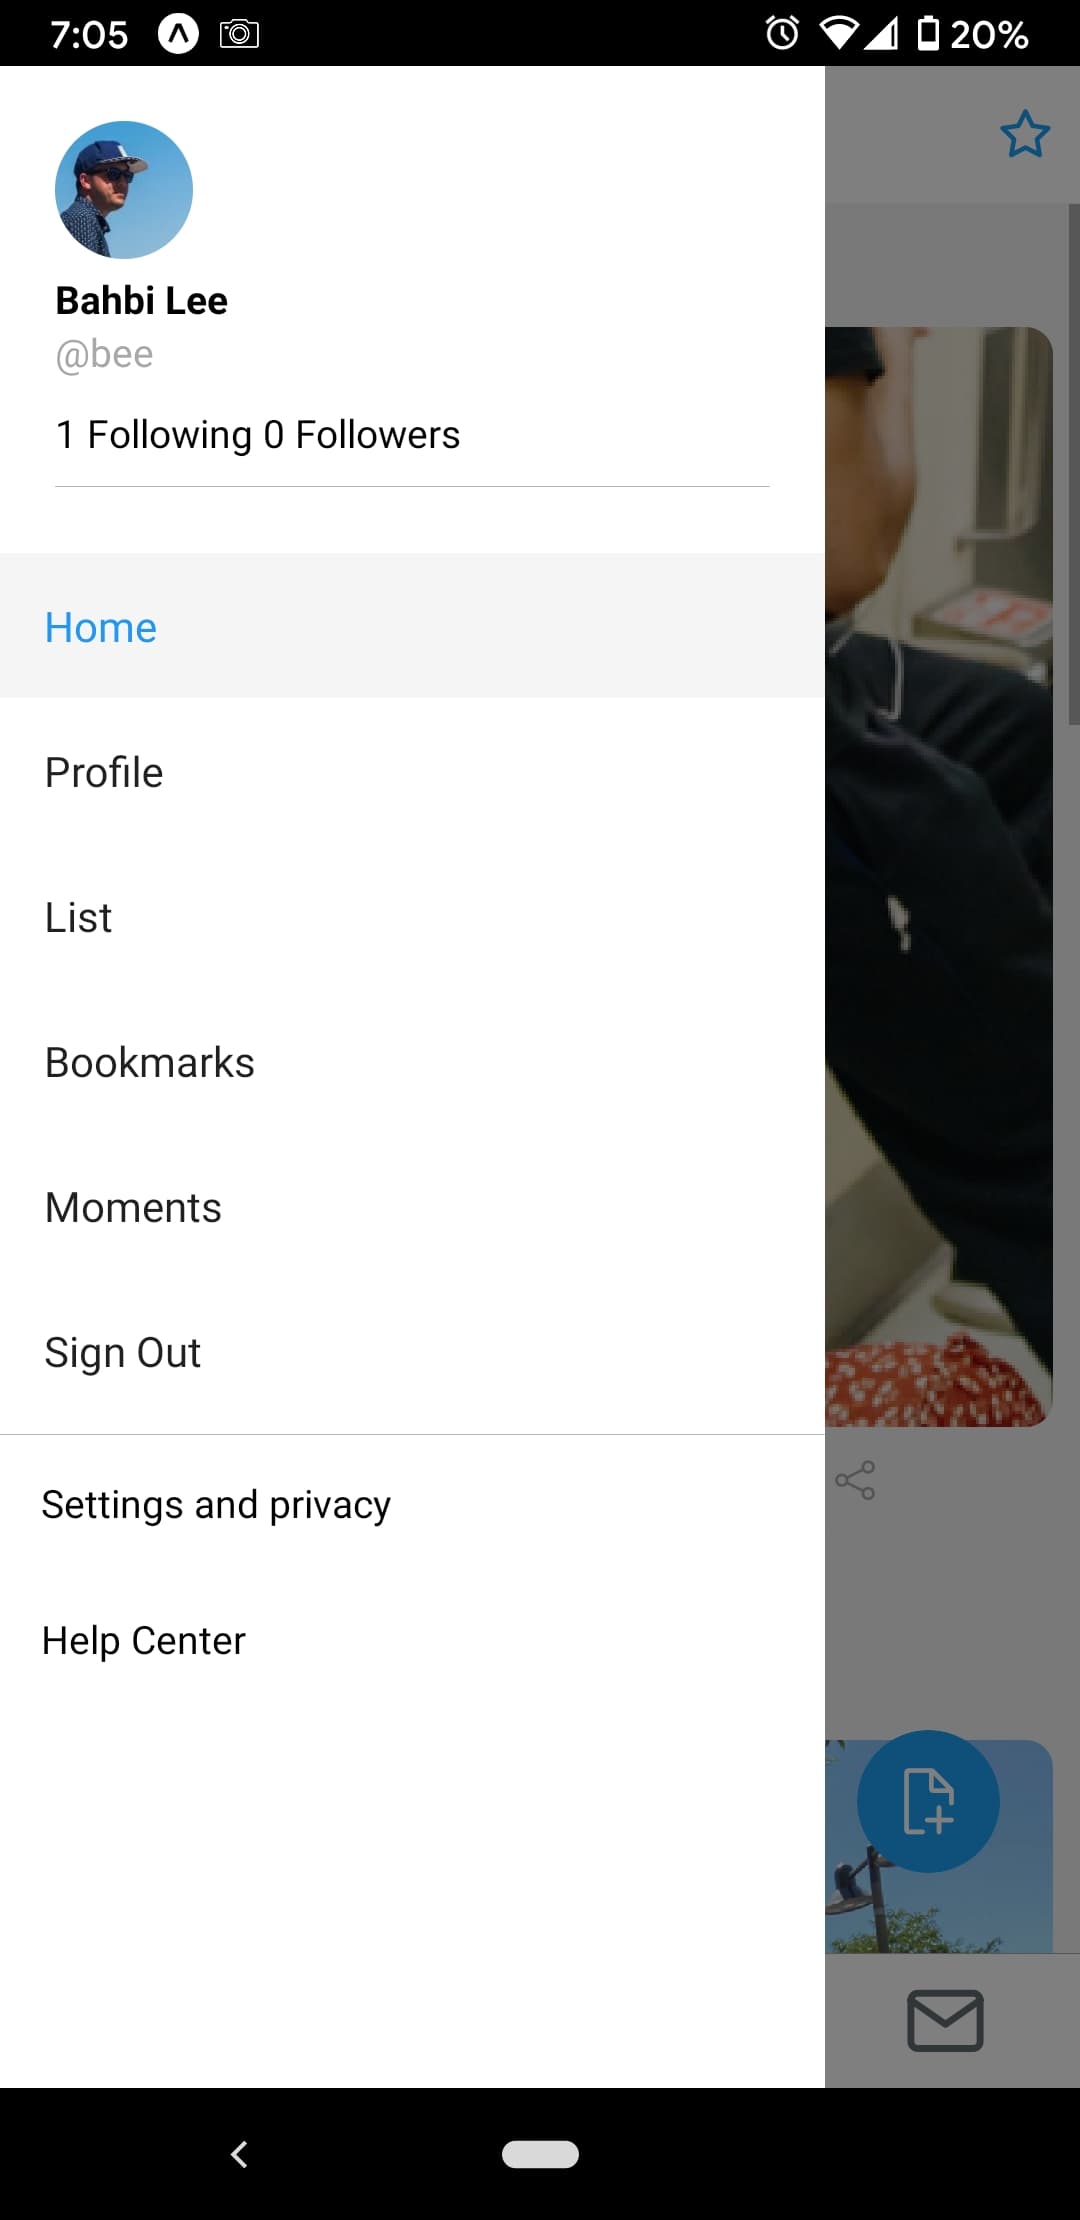 7:05 20%
Bahbi Lee
@bee
1 Following 0 Followers
Home
Profile
List
Bookmarks
Moments
Sign Out
Settings and privacy
Help Center